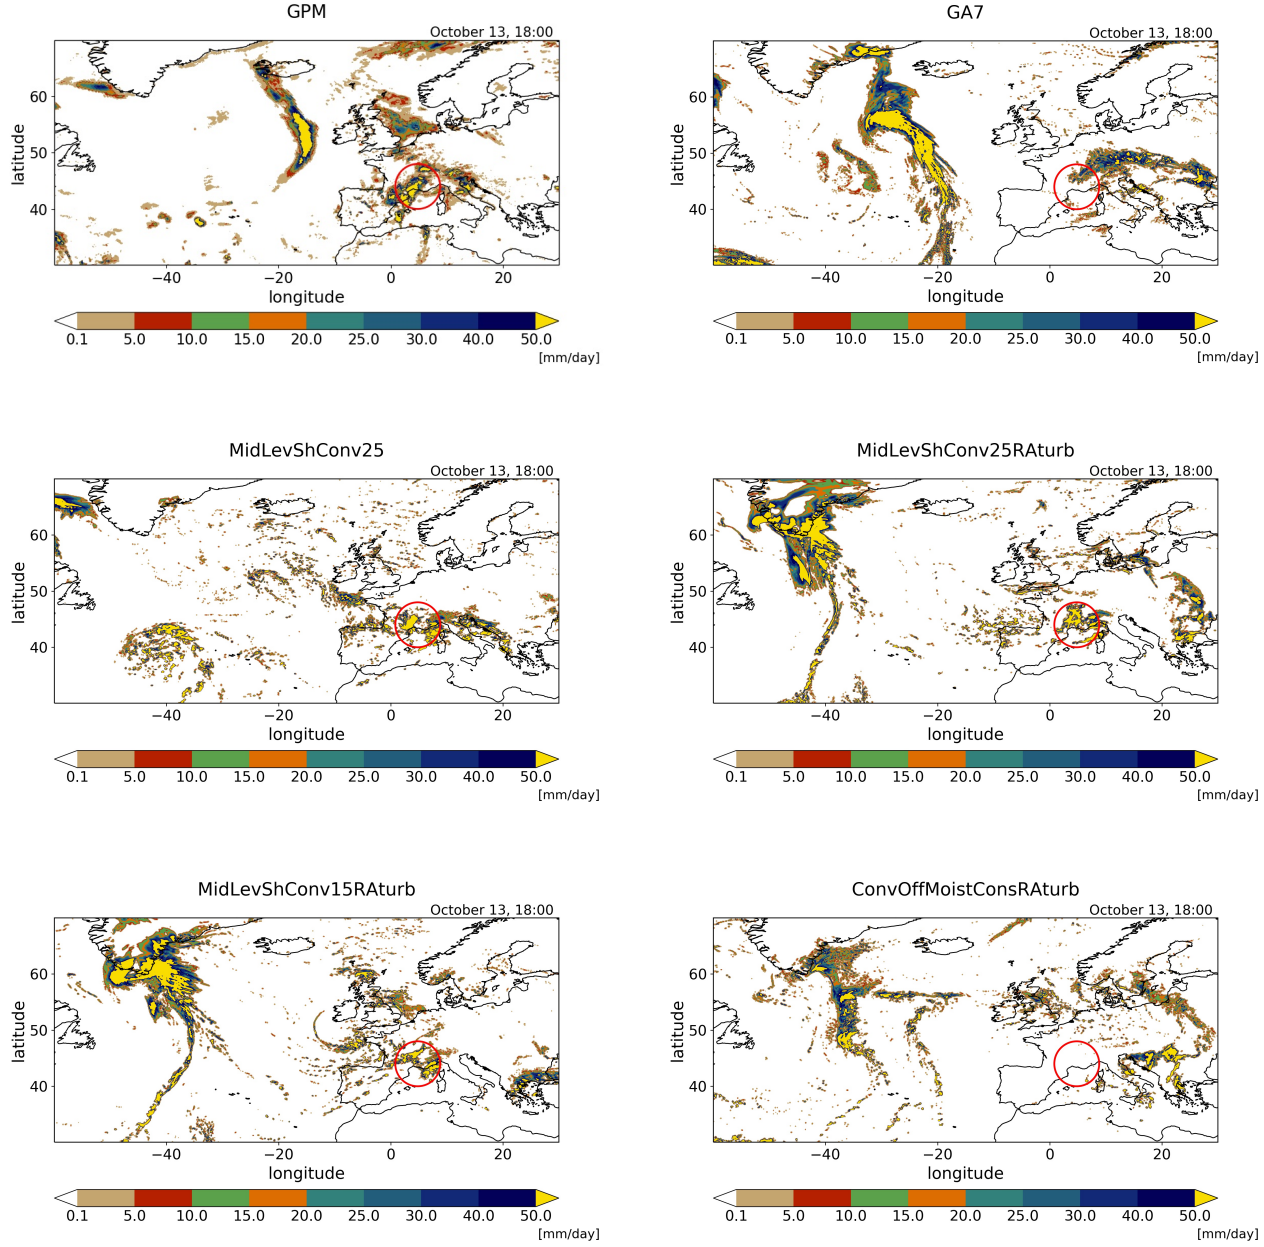 GPM
October 13, 18:00
60
50
40
latitude
−40 −20 0 20
longitude
0.1 5.0 10.0 15.0 20.0 25.0 30.0 40.0 50.0
[mm/day]
GA7
October 13, 18:00
60
50
40
latitude
−40 −20 0 20
longitude
0.1 5.0 10.0 15.0 20.0 25.0 30.0 40.0 50.0
[mm/day]
MidLevShConv25
October 13, 18:00
60
50
40
latitude
−40 −20 0 20
longitude
0.1 5.0 10.0 15.0 20.0 25.0 30.0 40.0 50.0
[mm/day]
MidLevShConv25RAturb
October 13, 18:00
60
50
40
latitude
−40 −20 0 20
longitude
0.1 5.0 10.0 15.0 20.0 25.0 30.0 40.0 50.0
[mm/day]
MidLevShConv15RAturb
October 13, 18:00
60
50
40
latitude
−40 −20 0 20
longitude
0.1 5.0 10.0 15.0 20.0 25.0 30.0 40.0 50.0
[mm/day]
ConvOffMoistConsRAturb
October 13, 18:00
60
50
40
latitude
−40 −20 0 20
longitude
0.1 5.0 10.0 15.0 20.0 25.0 30.0 40.0 50.0
[mm/day]